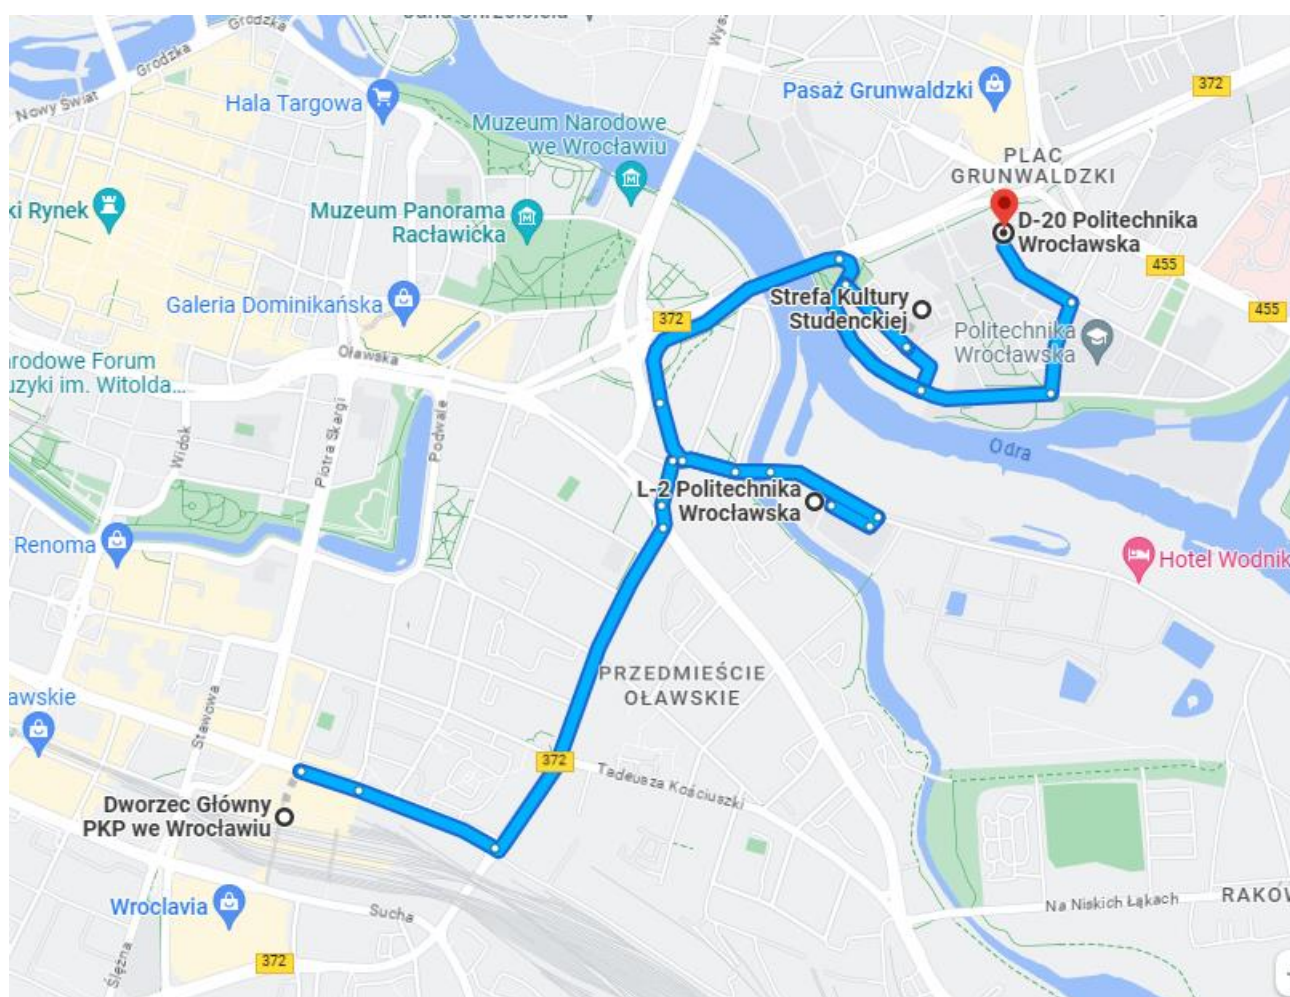 Grodzka
Grodzka
Nowy Świat
Hala Targowa
Pasaż Grunwaldzki
372
Muzeum Narodowe
we Wrocławiu
PLAC
GRUNWALDZKI
ki Rynek
Muzeum Panorama
Racławicka
D-20 Politechnika
Wrocławska
455
455
Galeria Dominikańska
Strefa Kultury
Studenckiej
372
Politechnika
Wrocławska
Oławska
arodowe Forum
uzyki im. Witolda...
Widok
Piotra Skargi
Podwale
Odra
L-2 Politechnika
Wrocławska
Renoma
Hotel Wodnik
PRZEDMIEŚCIE
OŁAWSKIE
awskie
Stawowa
372
Tadeusza Kościuszki
Dworzec Główny
PKP we Wrocławiu
Wroclavia
Sucha
Na Niskich Łąkach
RAKÓW
372
Ślężna